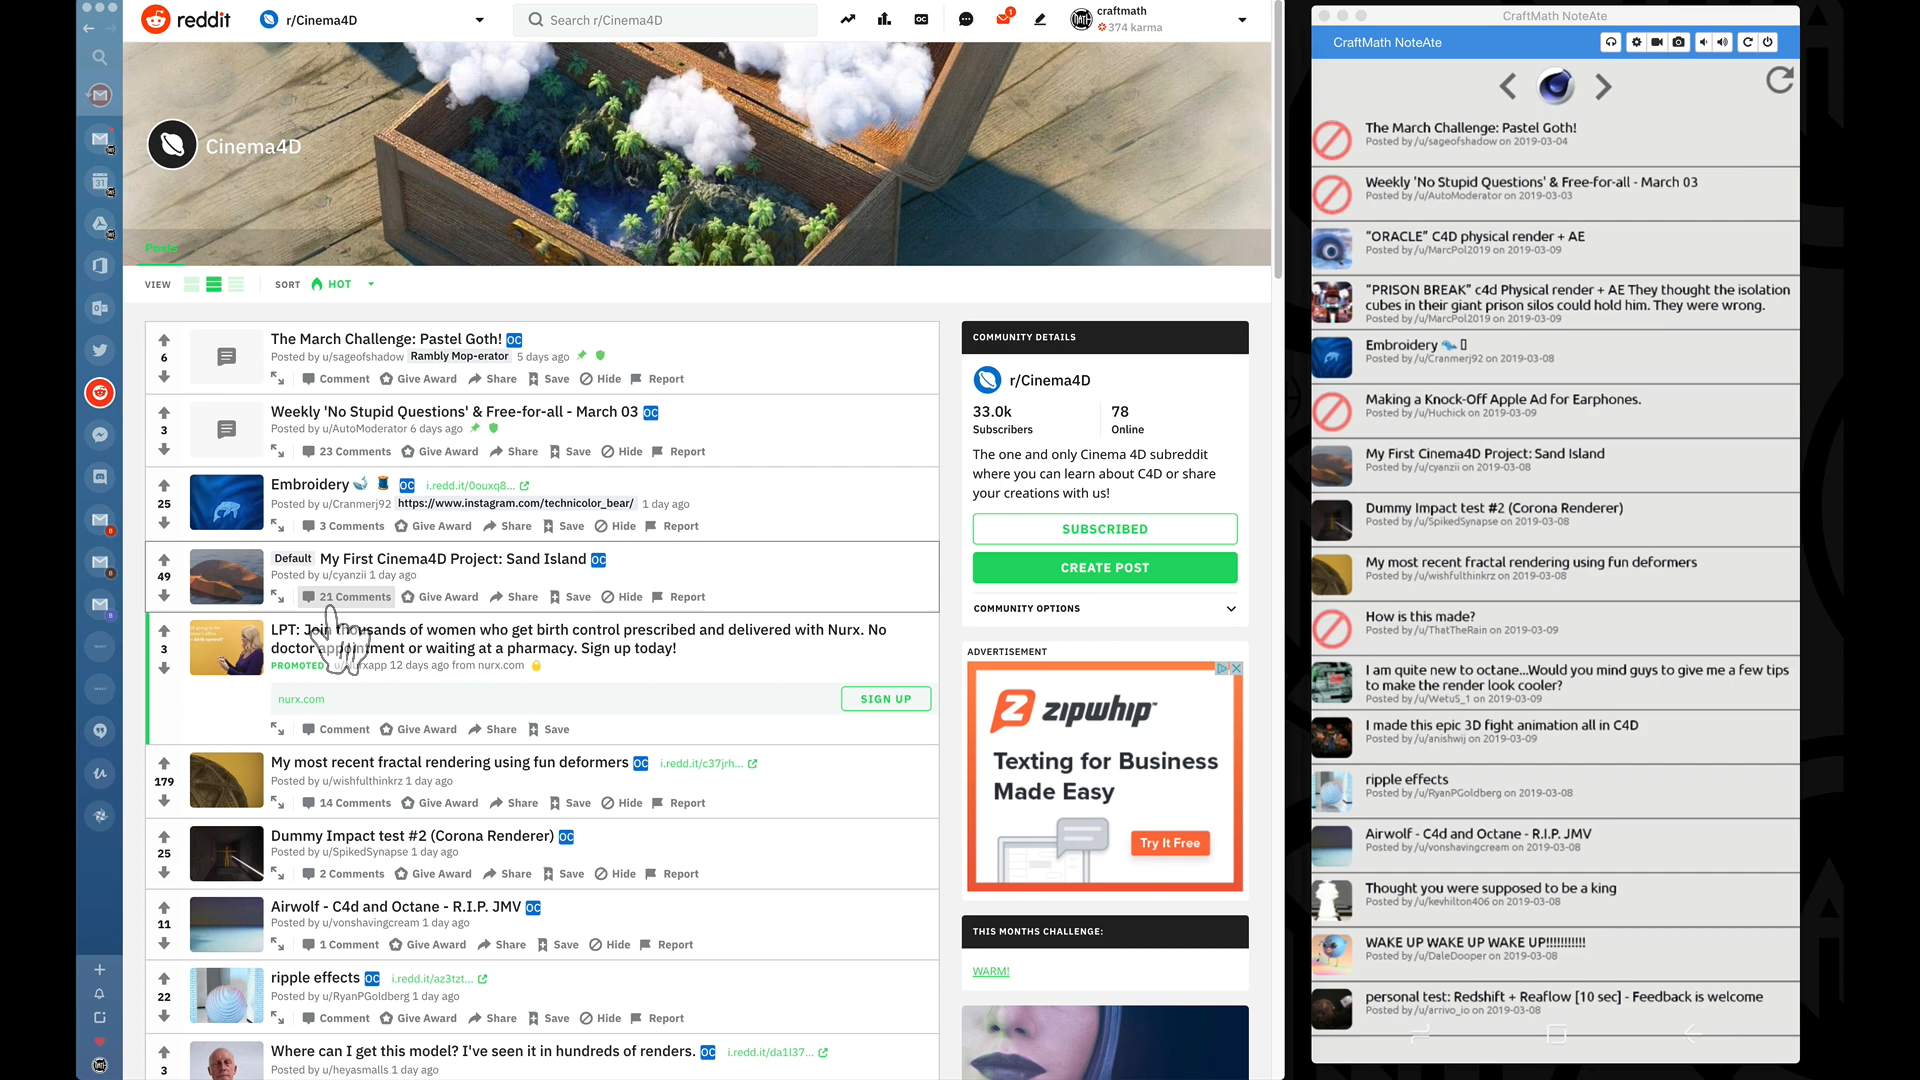 reddit
r/Cinema4D
Search r/Cinema4D
1
craftmath
374 karma
Cinema4D
Posts
VIEW
SORT
HOT
6
The March Challenge: Pastel Goth! OC
Posted by u/sageofshadow Rambly Mop-erator 5 days ago
Comment Give Award Share Save Hide Report
3
Weekly 'No Stupid Questions' & Free-for-all - March 03 OC
Posted by u/AutoModerator 6 days ago
23 Comments Give Award Share Save Hide Report
25
Embroidery OC i.redd.it/0ouxq8...
Posted by u/Cranmerj92 https://www.instagram.com/technicolor_bear/ 1 day ago
3 Comments Give Award Share Save Hide Report
49
Default My First Cinema4D Project: Sand Island OC
Posted by u/cyanzii 1 day ago
21 Comments Give Award Share Save Hide Report
3
LPT: Join thousands of women who get birth control prescribed and delivered with Nurx. No
doctor appointment or waiting at a pharmacy. Sign up today!
PROMOTED u/nurxapp 12 days ago from nurx.com
nurx.com
SIGN UP
Comment Give Award Share Save
179
My most recent fractal rendering using fun deformers OC i.redd.it/c37jrh...
Posted by u/wishfulthinkrz 1 day ago
14 Comments Give Award Share Save Hide Report
25
Dummy Impact test #2 (Corona Renderer) OC
Posted by u/SpikedSynapse 1 day ago
2 Comments Give Award Share Save Hide Report
11
Airwolf - C4d and Octane - R.I.P. JMV OC
Posted by u/vonshavingcream 1 day ago
1 Comment Give Award Share Save Hide Report
22
ripple effects OC i.redd.it/az3tzt...
Posted by u/RyanPGoldberg 1 day ago
Comment Give Award Share Save Hide Report
3
Where can I get this model? I've seen it in hundreds of renders. OC i.redd.it/da1l37...
Posted by u/heyasmalls 1 day ago
COMMUNITY DETAILS
r/Cinema4D
33.0k
Subscribers
78
Online
The one and only Cinema 4D subreddit
where you can learn about C4D or share
your creations with us!
SUBSCRIBED
CREATE POST
COMMUNITY OPTIONS
ADVERTISEMENT
zipwhip
Texting for Business
Made Easy
Try It Free
THIS MONTHS CHALLENGE:
WARM!
CraftMath NoteAte
CraftMath NoteAte
The March Challenge: Pastel Goth!
Posted by /u/sageofshadow on 2019-03-04
Weekly 'No Stupid Questions' & Free-for-all - March 03
Posted by /u/AutoModerator on 2019-03-03
“ORACLE” C4D physical render + AE
Posted by /u/MarcPol2019 on 2019-03-09
“PRISON BREAK” c4d Physical render + AE They thought the isolation
cubes in their giant prison silos could hold him. They were wrong.
Posted by /u/MarcPol2019 on 2019-03-09
Embroidery
Posted by /u/Cranmerj92 on 2019-03-08
Making a Knock-Off Apple Ad for Earphones.
Posted by /u/Huchick on 2019-03-09
My First Cinema4D Project: Sand Island
Posted by /u/cyanzii on 2019-03-08
Dummy Impact test #2 (Corona Renderer)
Posted by /u/SpikedSynapse on 2019-03-08
My most recent fractal rendering using fun deformers
Posted by /u/wishfulthinkrz on 2019-03-08
How is this made?
Posted by /u/ThatTheRain on 2019-03-09
I am quite new to octane...Would you mind guys to give me a few tips
to make the render look cooler?
Posted by /u/WetuS_1 on 2019-03-09
I made this epic 3D fight animation all in C4D
Posted by /u/anishwij on 2019-03-09
ripple effects
Posted by /u/RyanPGoldberg on 2019-03-08
Airwolf - C4d and Octane - R.I.P. JMV
Posted by /u/vonshavingcream on 2019-03-08
Thought you were supposed to be a king
Posted by /u/kevhilton406 on 2019-03-08
WAKE UP WAKE UP WAKE UP!!!!!!!!!!!
Posted by /u/DaleDooper on 2019-03-08
personal test: Redshift + Reaflow [10 sec] - Feedback is welcome
Posted by /u/arrivo_io on 2019-03-08